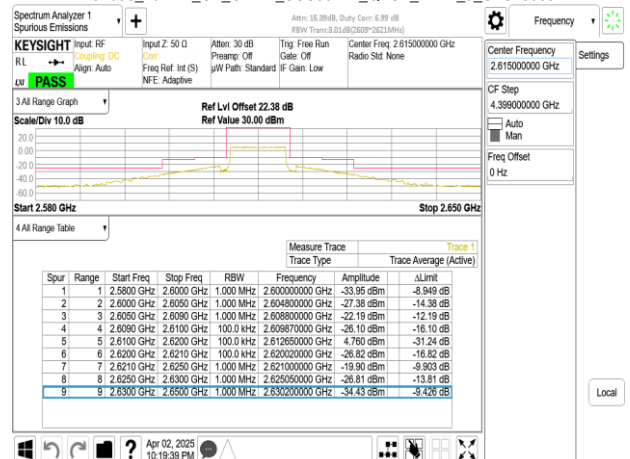 Spectrum Analyzer 1
Spurious Emissions
+
Attn: 15.39dB, Duty Corr: 6.99 dB
RBW Trans:3.01dB(2609~2621MHz)
Frequency
KEYSIGHT
RL
PASS
Input: RF
Coupling: DC
Align: Auto
Input Z: 50 Ω
Corr
Freq Ref: Int (S)
NFE: Adaptive
Atten: 30 dB
Preamp: Off
µW Path: Standard
Trig: Free Run
Gate: Off
IF Gain: Low
Center Freq: 2.615000000 GHz
Radio Std: None
Center Frequency
2.615000000 GHz
Settings
CF Step
4.399000000 GHz
Auto
Man
Freq Offset
0 Hz
3 All Range Graph
Scale/Div 10.0 dB
Ref Lvl Offset 22.38 dB
Ref Value 30.00 dBm
20.0
0.00
-20.0
-40.0
-60.0
Start 2.580 GHz
Stop 2.650 GHz
4 All Range Table
Measure Trace Trace 1
Trace Type Trace Average (Active)
Spur Range Start Freq Stop Freq RBW Frequency Amplitude ΔLimit
1 1 2.5800 GHz 2.6000 GHz 1.000 MHz 2.600000000 GHz -33.95 dBm -8.949 dB
2 2 2.6000 GHz 2.6050 GHz 1.000 MHz 2.604800000 GHz -27.38 dBm -14.38 dB
3 3 2.6050 GHz 2.6090 GHz 1.000 MHz 2.608800000 GHz -22.19 dBm -12.19 dB
4 4 2.6090 GHz 2.6100 GHz 100.0 kHz 2.609870000 GHz -26.10 dBm -16.10 dB
5 5 2.6100 GHz 2.6200 GHz 100.0 kHz 2.612650000 GHz 4.760 dBm -31.24 dB
6 6 2.6200 GHz 2.6210 GHz 100.0 kHz 2.620020000 GHz -26.82 dBm -16.82 dB
7 7 2.6210 GHz 2.6250 GHz 1.000 MHz 2.621000000 GHz -19.90 dBm -9.903 dB
8 8 2.6250 GHz 2.6300 GHz 1.000 MHz 2.625050000 GHz -26.81 dBm -13.81 dB
9 9 2.6300 GHz 2.6500 GHz 1.000 MHz 2.630200000 GHz -34.43 dBm -9.426 dB
Local
?
Apr 02, 2025
10:19:39 PM